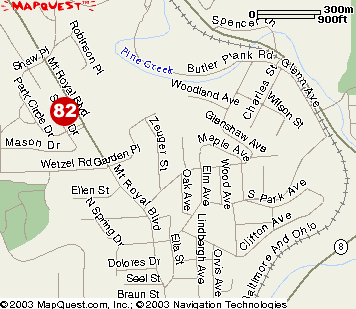 MAPQUEST
300m
900ft
Spencer Ln
Robinson Pl
Pine Creek
Butler Plank Rd
Glenn Ave
Shaw
Mt Royal Blvd
Woodland Ave
Charles St
Wilson St
Park Circle Dr
Dr
82
Glenshaw Ave
Zeuger St
Maple Ave
Mason Dr
Garden Pl
Wetzel Rd
Mt Royal Blvd
Ellen St
Oak Ave
Elm Ave
Wood Ave
S Park Ave
N Spring Dr
Lindbergh Ave
Clifton Ave
Ella St
8
Orvis Ave
Baltimore And Ohio
Dolores Dr
Seel St
Braun St
©2003 MapQuest.com, Inc.; ©2003 Navigation Technologies